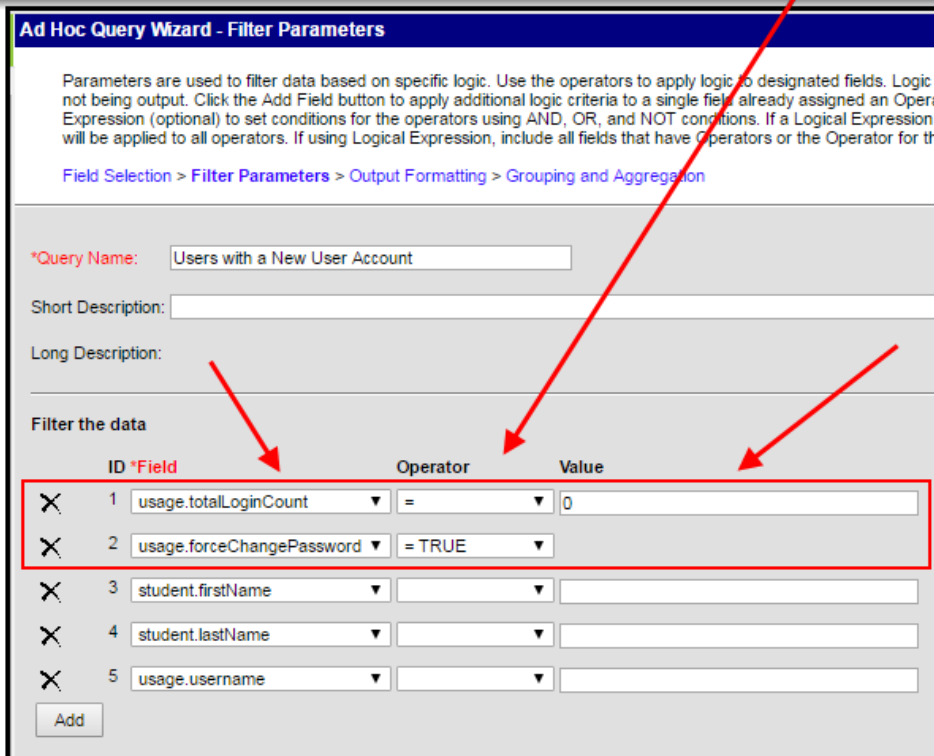 Ad Hoc Query Wizard - Filter Parameters
Parameters are used to filter data based on specific logic. Use the operators to apply logic to designated fields. Logic
not being output. Click the Add Field button to apply additional logic criteria to a single field already assigned an Opera
Expression (optional) to set conditions for the operators using AND, OR, and NOT conditions. If a Logical Expression
will be applied to all operators. If using Logical Expression, include all fields that have Operators or the Operator for th
Field Selection > Filter Parameters > Output Formatting > Grouping and Aggregation
*Query Name: Users with a New User Account
Short Description:
Long Description:
Filter the data
ID *Field Operator Value
1 usage.totalLoginCount = 0
2 usage.forceChangePassword = TRUE
3 student.firstName
4 student.lastName
5 usage.username
Add